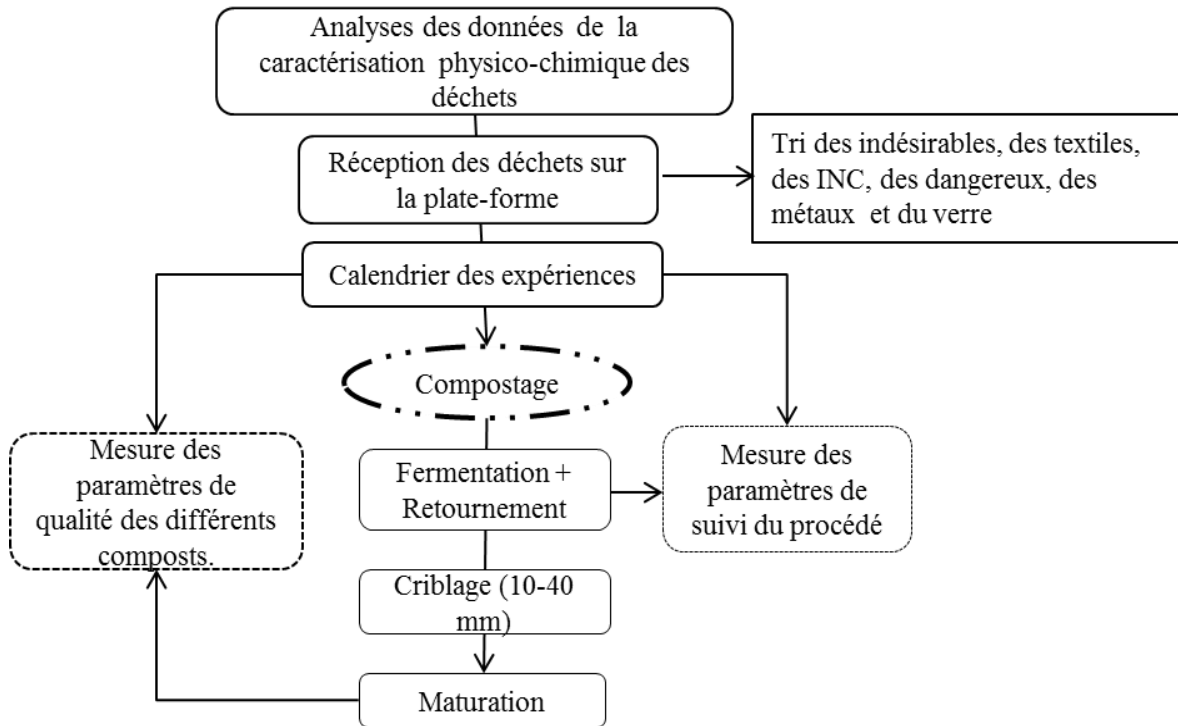 Analyses des données de la
caractérisation physico-chimique des
déchets
Réception des déchets sur
la plate-forme
Tri des indésirables, des textiles,
des INC, des dangereux, des
métaux et du verre
Calendrier des expériences
Compostage
Mesure des
paramètres de
qualité des différents
composts.
Fermentation +
Retournement
Mesure des
paramètres de
suivi du procédé
Criblage (10-40
mm)
Maturation